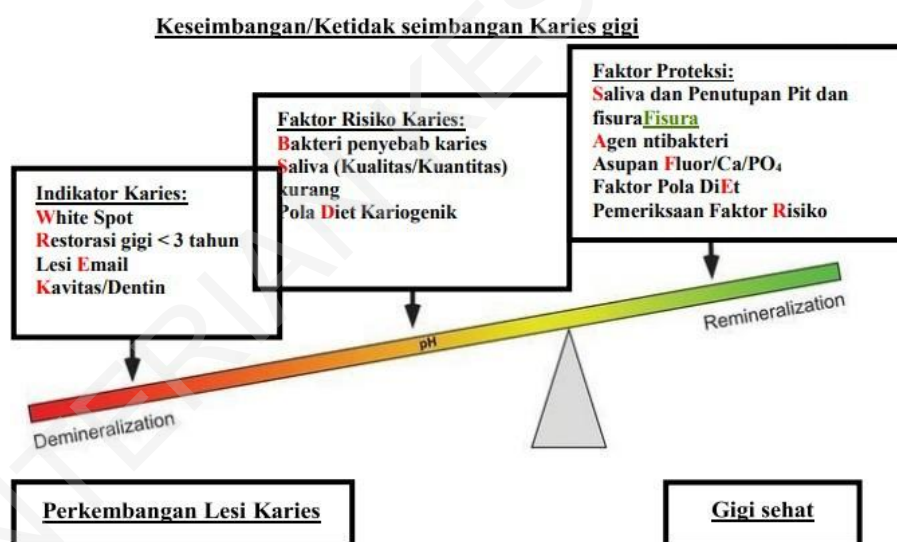 Keseimbangan/Ketidak seimbangan Karies gigi
Indikator Karies:
White Spot
Restorasi gigi < 3 tahun
Lesi Email
Kavitas/Dentin
Faktor Risiko Karies:
Bakteri penyebab karies
Saliva (Kualitas/Kuantitas)
kurang
Pola Diet Kariogenik
Faktor Proteksi:
Saliva dan Penutupan Pit dan
fisuraFisura
Agen ntibakteri
Asupan Fluor/Ca/PO₄
Faktor Pola DiEt
Pemeriksaan Faktor Risiko
pH
Demineralization
Remineralization
Perkembangan Lesi Karies
Gigi sehat